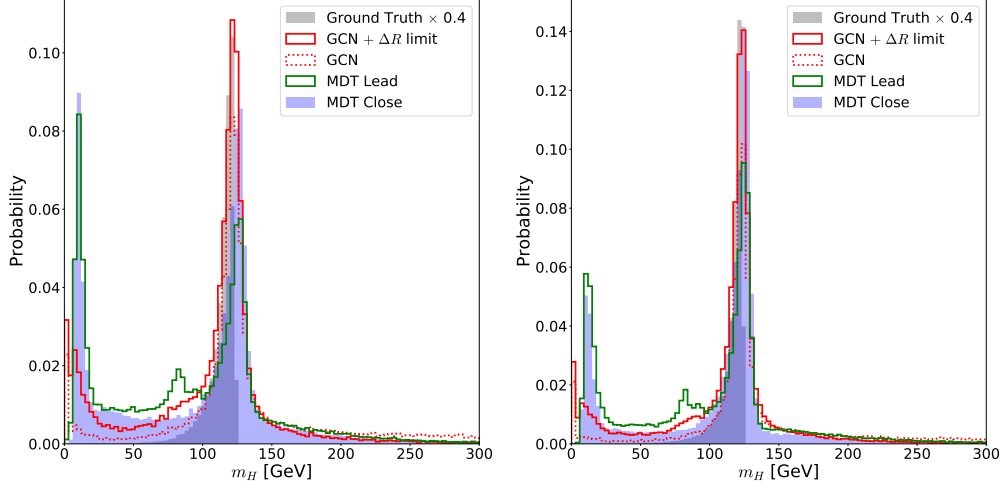 Ground Truth × 0.4
GCN + ΔR limit
GCN
MDT Lead
MDT Close
Probability
0.10
0.08
0.06
0.04
0.02
0.00
0
50
100
150
200
250
300
m_H [GeV]
Ground Truth × 0.4
GCN + ΔR limit
GCN
MDT Lead
MDT Close
Probability
0.14
0.12
0.10
0.08
0.06
0.04
0.02
0.00
0
50
100
150
200
250
300
m_H [GeV]